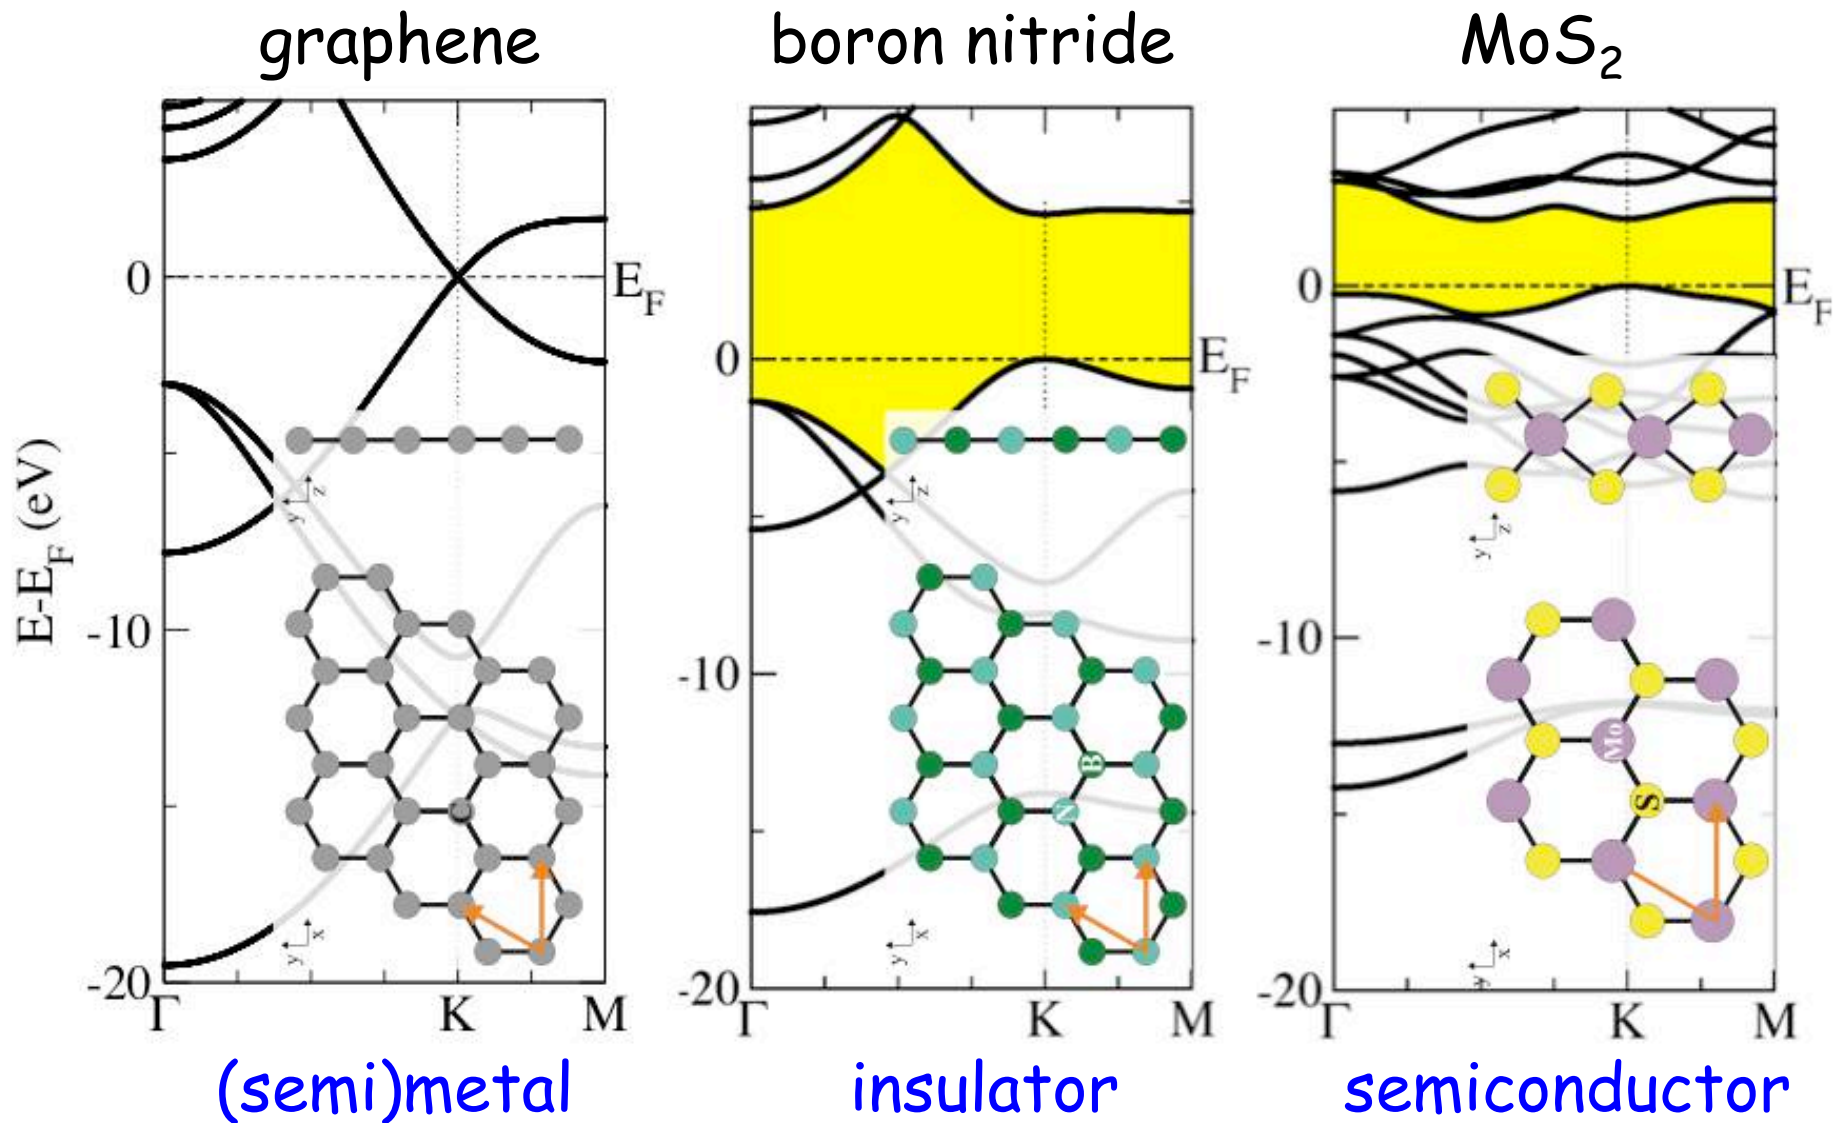 graphene
boron nitride
MoS₂
E-E_F (eV)
0
-10
-20
E_F
y
z
C
y
x
Γ
K
M
0
-10
-20
E_F
y
z
B
N
y
x
Γ
K
M
0
-10
-20
E_F
y
z
Mo
S
y
x
Γ
K
M
(semi)metal
insulator
semiconductor